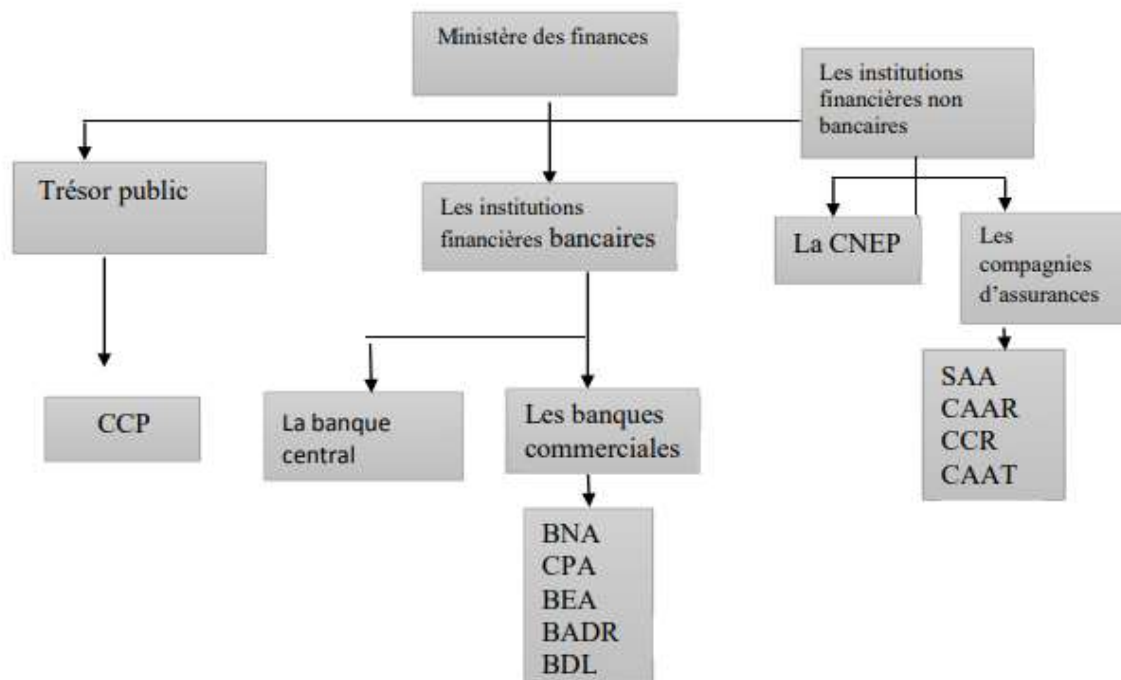 Ministère des finances
Les institutions
financières non
bancaires
Trésor public
Les institutions
financières bancaires
La CNEP
Les
compagnies
d’assurances
CCP
La banque
central
Les banques
commerciales
SAA
CAAR
CCR
CAAT
BNA
CPA
BEA
BADR
BDL